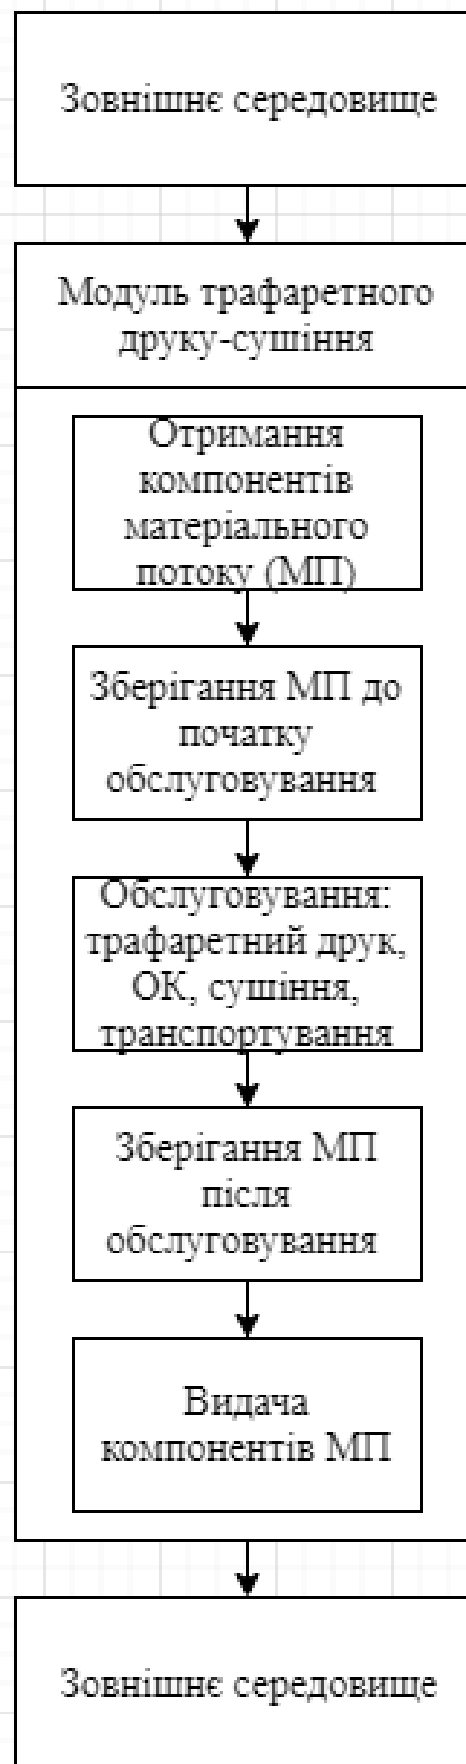 Зовнішнє середовище
Модуль трафаретного
друку-сушіння
Отримання
компонентів
матеріального
потоку (МП)
Зберігання МП до
початку
обслуговування
Обслуговування:
трафаретний друк,
ОК, сушіння,
транспортування
Зберігання МП
після
обслуговування
Видача
компонентів МП
Зовнішнє середовище